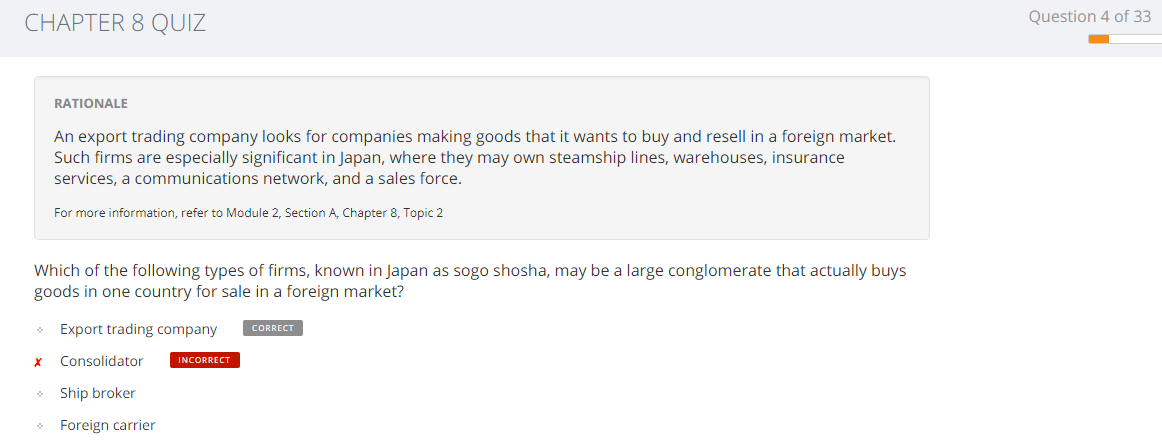 CHAPTER 8 QUIZ
Question 4 of 33
RATIONALE
An export trading company looks for companies making goods that it wants to buy and resell in a foreign market.
Such firms are especially significant in Japan, where they may own steamship lines, warehouses, insurance
services, a communications network, and a sales force.
For more information, refer to Module 2, Section A, Chapter 8, Topic 2
Which of the following types of firms, known in Japan as sogo shosha, may be a large conglomerate that actually buys
goods in one country for sale in a foreign market?
Export trading company CORRECT
✗ Consolidator INCORRECT
Ship broker
Foreign carrier